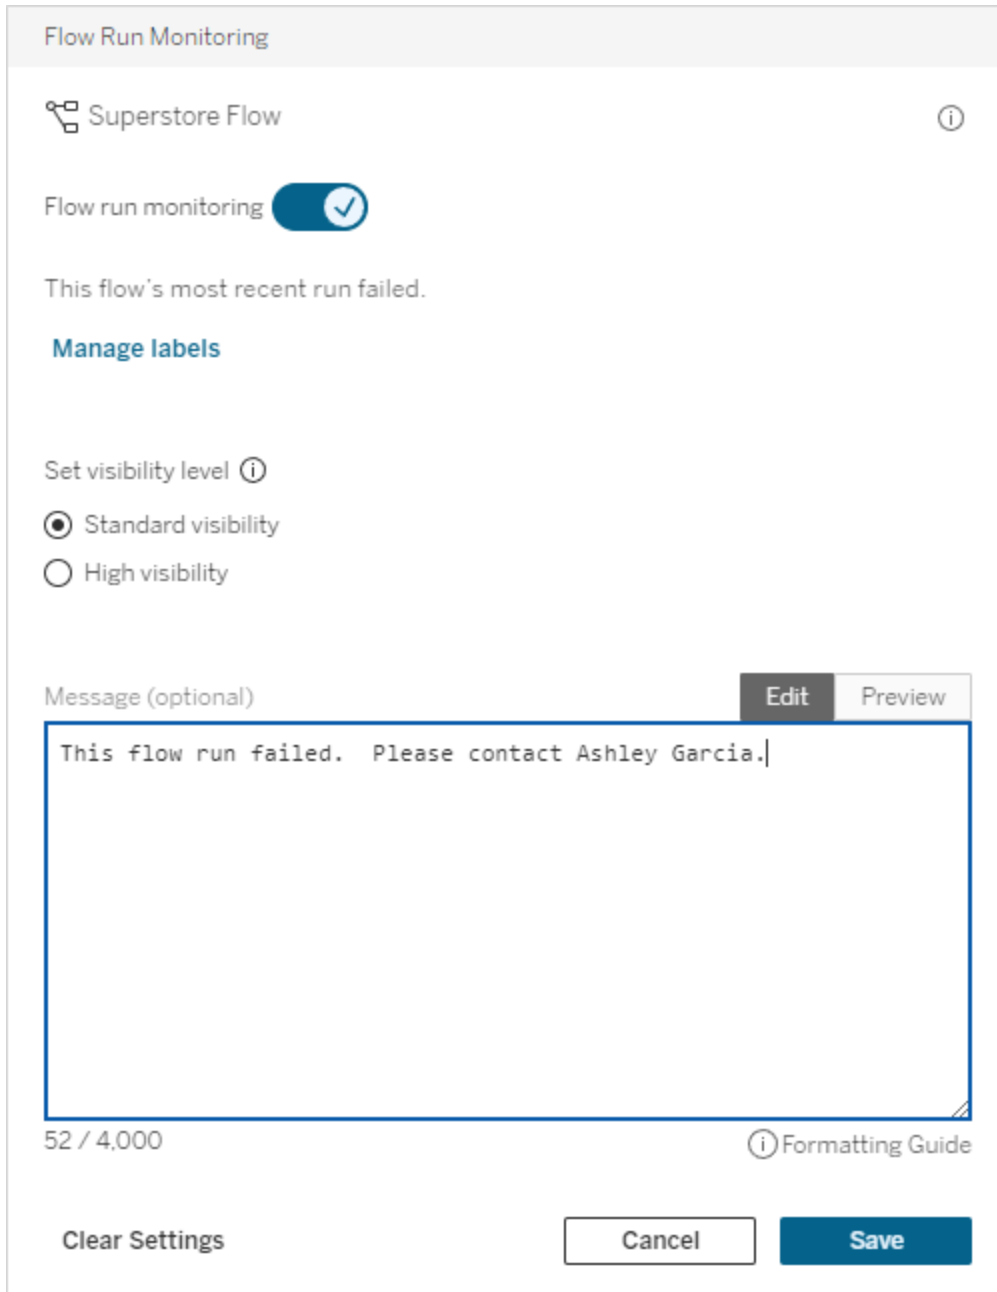 Flow Run Monitoring
Superstore Flow
Flow run monitoring
This flow's most recent run failed.
Manage labels
Set visibility level
Standard visibility
High visibility
Message (optional) Edit Preview
This flow run failed.  Please contact Ashley Garcia.
52 / 4,000 Formatting Guide
Clear Settings Cancel Save